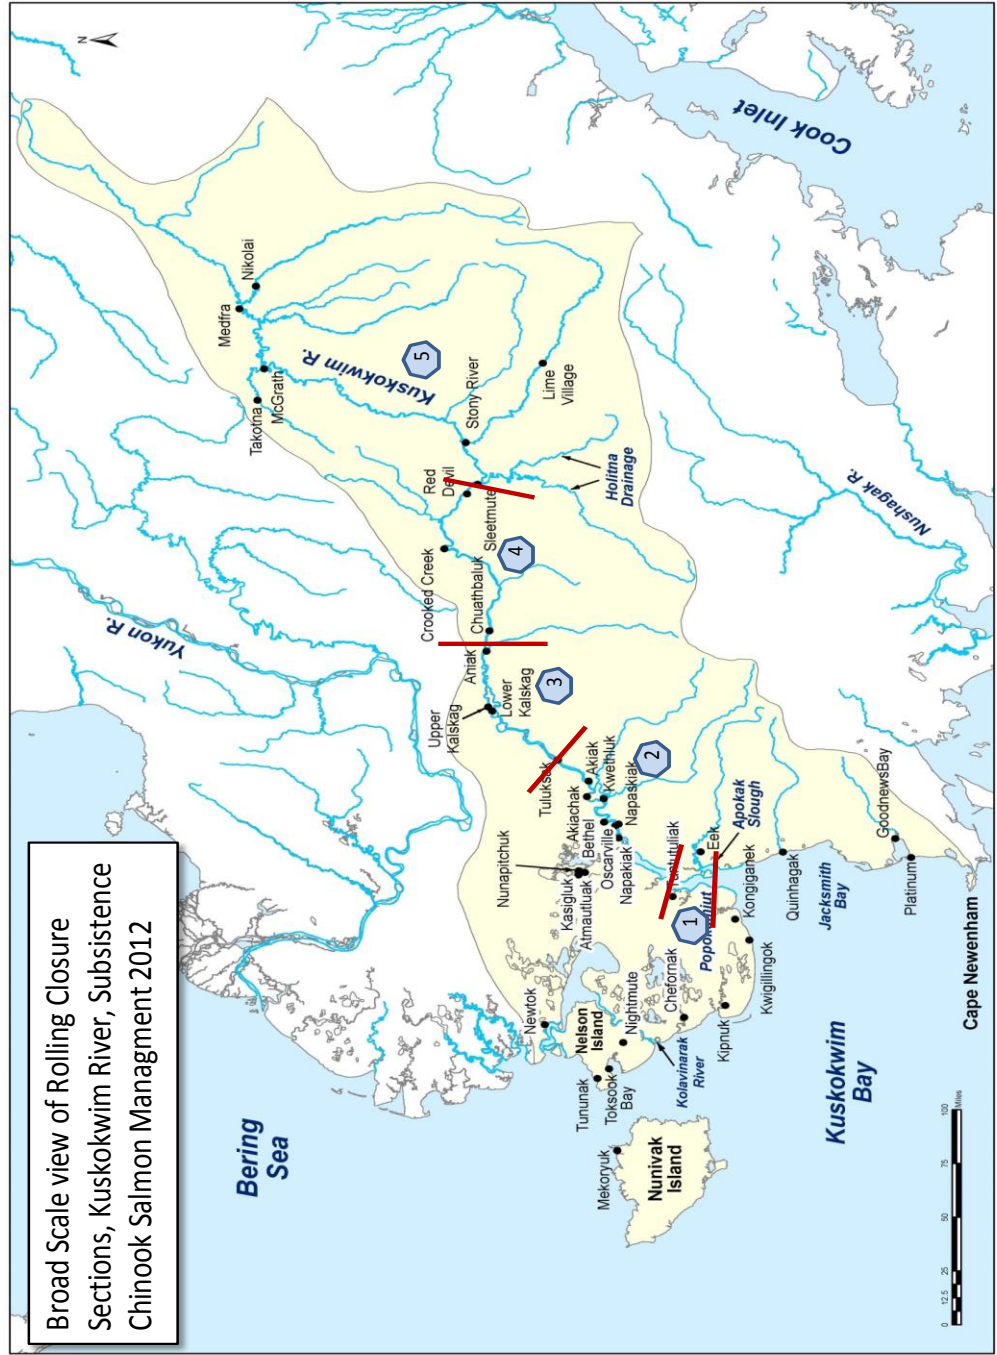 Broad Scale view of Rolling Closure
Sections, Kuskokwim River, Subsistence
Chinook Salmon Managment 2012
N
Bering
Sea
Yukon R.
Cook Inlet
Nushagak R.
Kuskokwim R.
Medfra
Nikolai
Takotna
McGrath
5
Stony River
Lime
Village
Red
Devil
Sleetmute
Holitna
Drainage
Crooked Creek
4
Chuathbaluk
Aniak
3
Upper
Kalskag
Lower
Kalskag
Tuluksak
Akiak
Akiachak
Kwethluk
2
Bethel
Napaskiak
Oscarville
Napakiak
Nunapitchuk
Kasigluk
Atmautluak
Tuntutuliak
Eek
Apokak
Slough
1
Kongiganek
Kwigillingok
Quinhagak
Jacksmith
Bay
GoodnewsBay
Platinum
Cape Newenham
Newtok
Nelson
Island
Nightmute
Chefornak
Kipnuk
Kolavinarak
River
Tununak
Toksook
Bay
Mekoryuk
Nunivak
Island
Kuskokwim
Bay
0 12.5 25 50 75 100
Miles